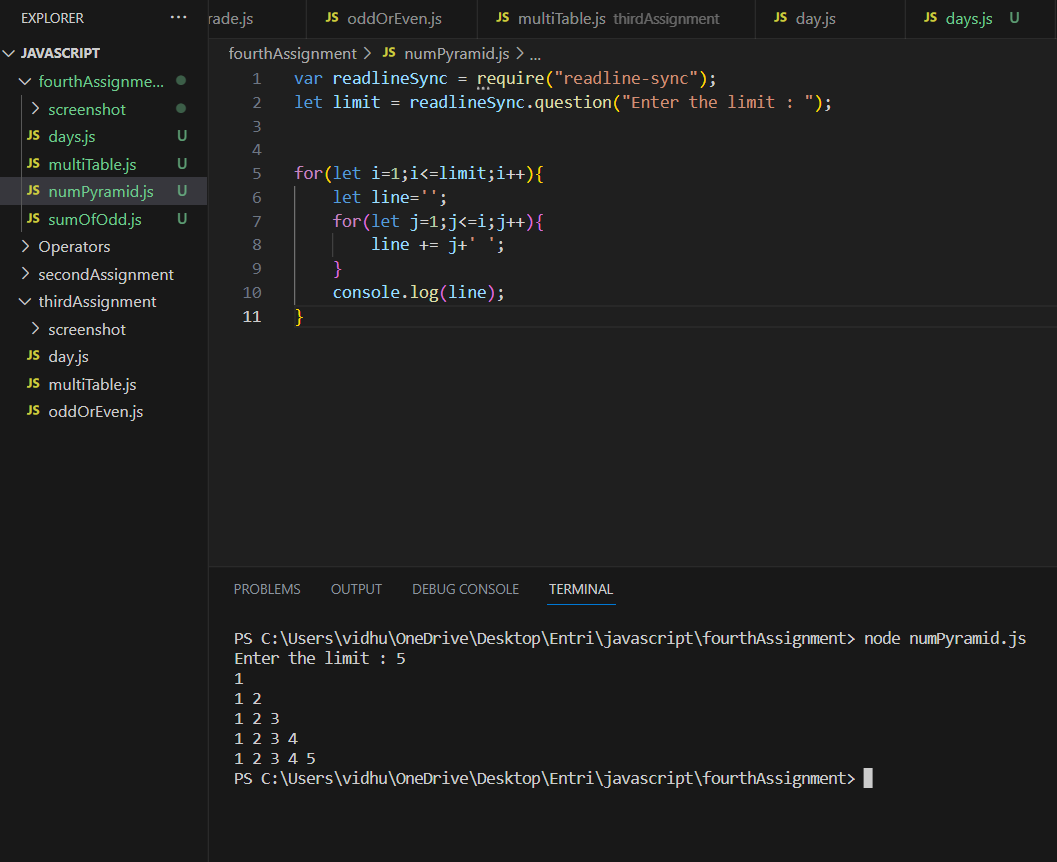 EXPLORER ...
JAVASCRIPT
fourthAssignme...
screenshot
JS days.js U
JS multiTable.js U
JS numPyramid.js U
JS sumOfOdd.js U
Operators
secondAssignment
thirdAssignment
screenshot
JS day.js
JS multiTable.js
JS oddOrEven.js
rade.js JS oddOrEven.js JS multiTable.js thirdAssignment JS day.js JS days.js U
fourthAssignment > JS numPyramid.js > ...
1 var readlineSync = require("readline-sync");
2 let limit = readlineSync.question("Enter the limit : ");
3
4
5 for(let i=1;i<=limit;i++){
6     let line='';
7     for(let j=1;j<=i;j++){
8         line += j+' ';
9     }
10     console.log(line);
11 }
PROBLEMS OUTPUT DEBUG CONSOLE TERMINAL
PS C:\Users\vidhu\OneDrive\Desktop\Entri\javascript\fourthAssignment> node numPyramid.js
Enter the limit : 5
1
1 2
1 2 3
1 2 3 4
1 2 3 4 5
PS C:\Users\vidhu\OneDrive\Desktop\Entri\javascript\fourthAssignment>